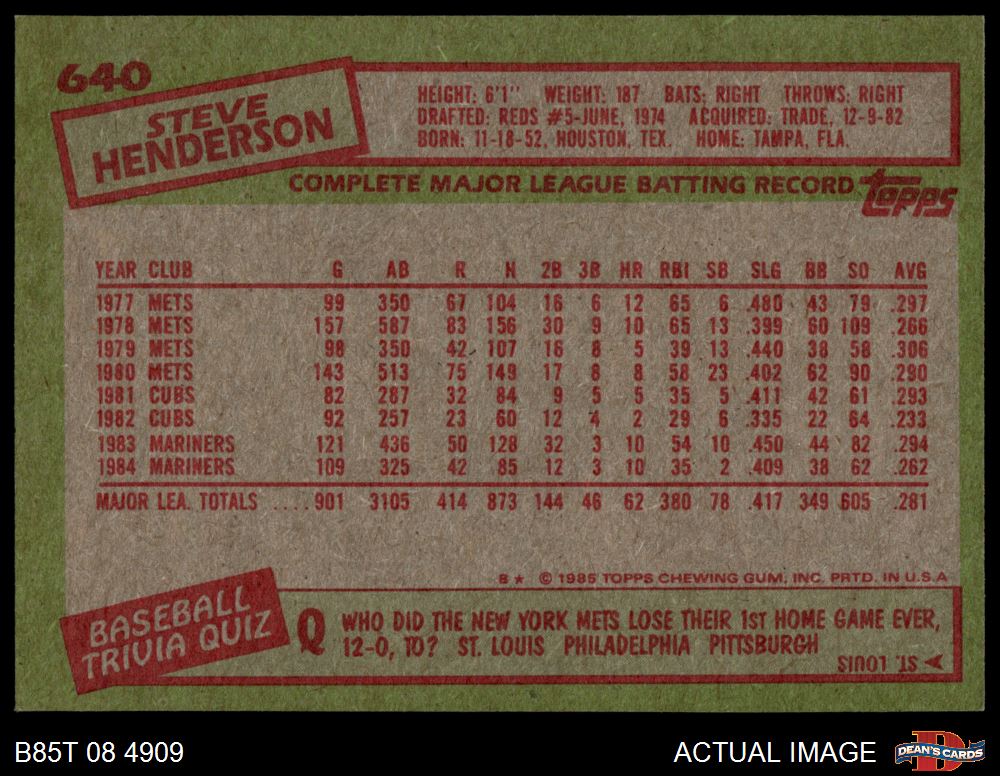 640
STEVE
HENDERSON
HEIGHT: 6'1" WEIGHT: 187 BATS: RIGHT THROWS: RIGHT
DRAFTED: REDS #5-JUNE, 1974 ACQUIRED: TRADE, 12-9-82
BORN: 11-18-52, HOUSTON, TEX. HOME: TAMPA, FLA.
COMPLETE MAJOR LEAGUE BATTING RECORD topps
YEAR CLUB G AB R H 2B 3B HR RBI SB SLG BB SO AVG
1977 METS 99 350 67 104 16 6 12 65 6 .480 43 79 .297
1978 METS 157 587 83 156 30 9 10 65 13 .399 60 109 .266
1979 METS 98 350 42 107 16 8 5 39 13 .440 38 58 .306
1980 METS 143 513 75 149 17 8 8 58 23 .402 62 90 .290
1981 CUBS 82 287 32 84 9 5 5 35 5 .411 42 61 .293
1982 CUBS 92 257 23 60 12 4 2 29 6 .335 22 64 .233
1983 MARINERS 121 436 50 128 32 3 10 54 10 .450 44 82 .294
1984 MARINERS 109 325 42 85 12 3 10 35 2 .409 38 62 .262
MAJOR LEA. TOTALS ....901 3105 414 873 144 46 62 380 78 .417 349 605 .281
B★ © 1985 TOPPS CHEWING GUM, INC. PRTD. IN U.S.A
BASEBALL
TRIVIA QUIZ
Q WHO DID THE NEW YORK METS LOSE THEIR 1ST HOME GAME EVER,
12-0, TO? ST. LOUIS PHILADELPHIA PITTSBURGH
ST. LOUIS
B85T 08 4909
ACTUAL IMAGE
DEAN'S CARDS